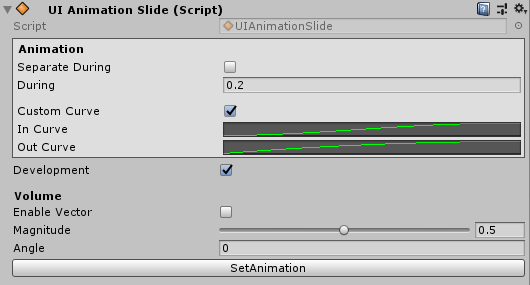 UI Animation Slide (Script)
Script UIAnimationSlide
Animation
Separate During
During 0.2
Custom Curve
In Curve
Out Curve
Development
Volume
Enable Vector
Magnitude 0.5
Angle 0
SetAnimation